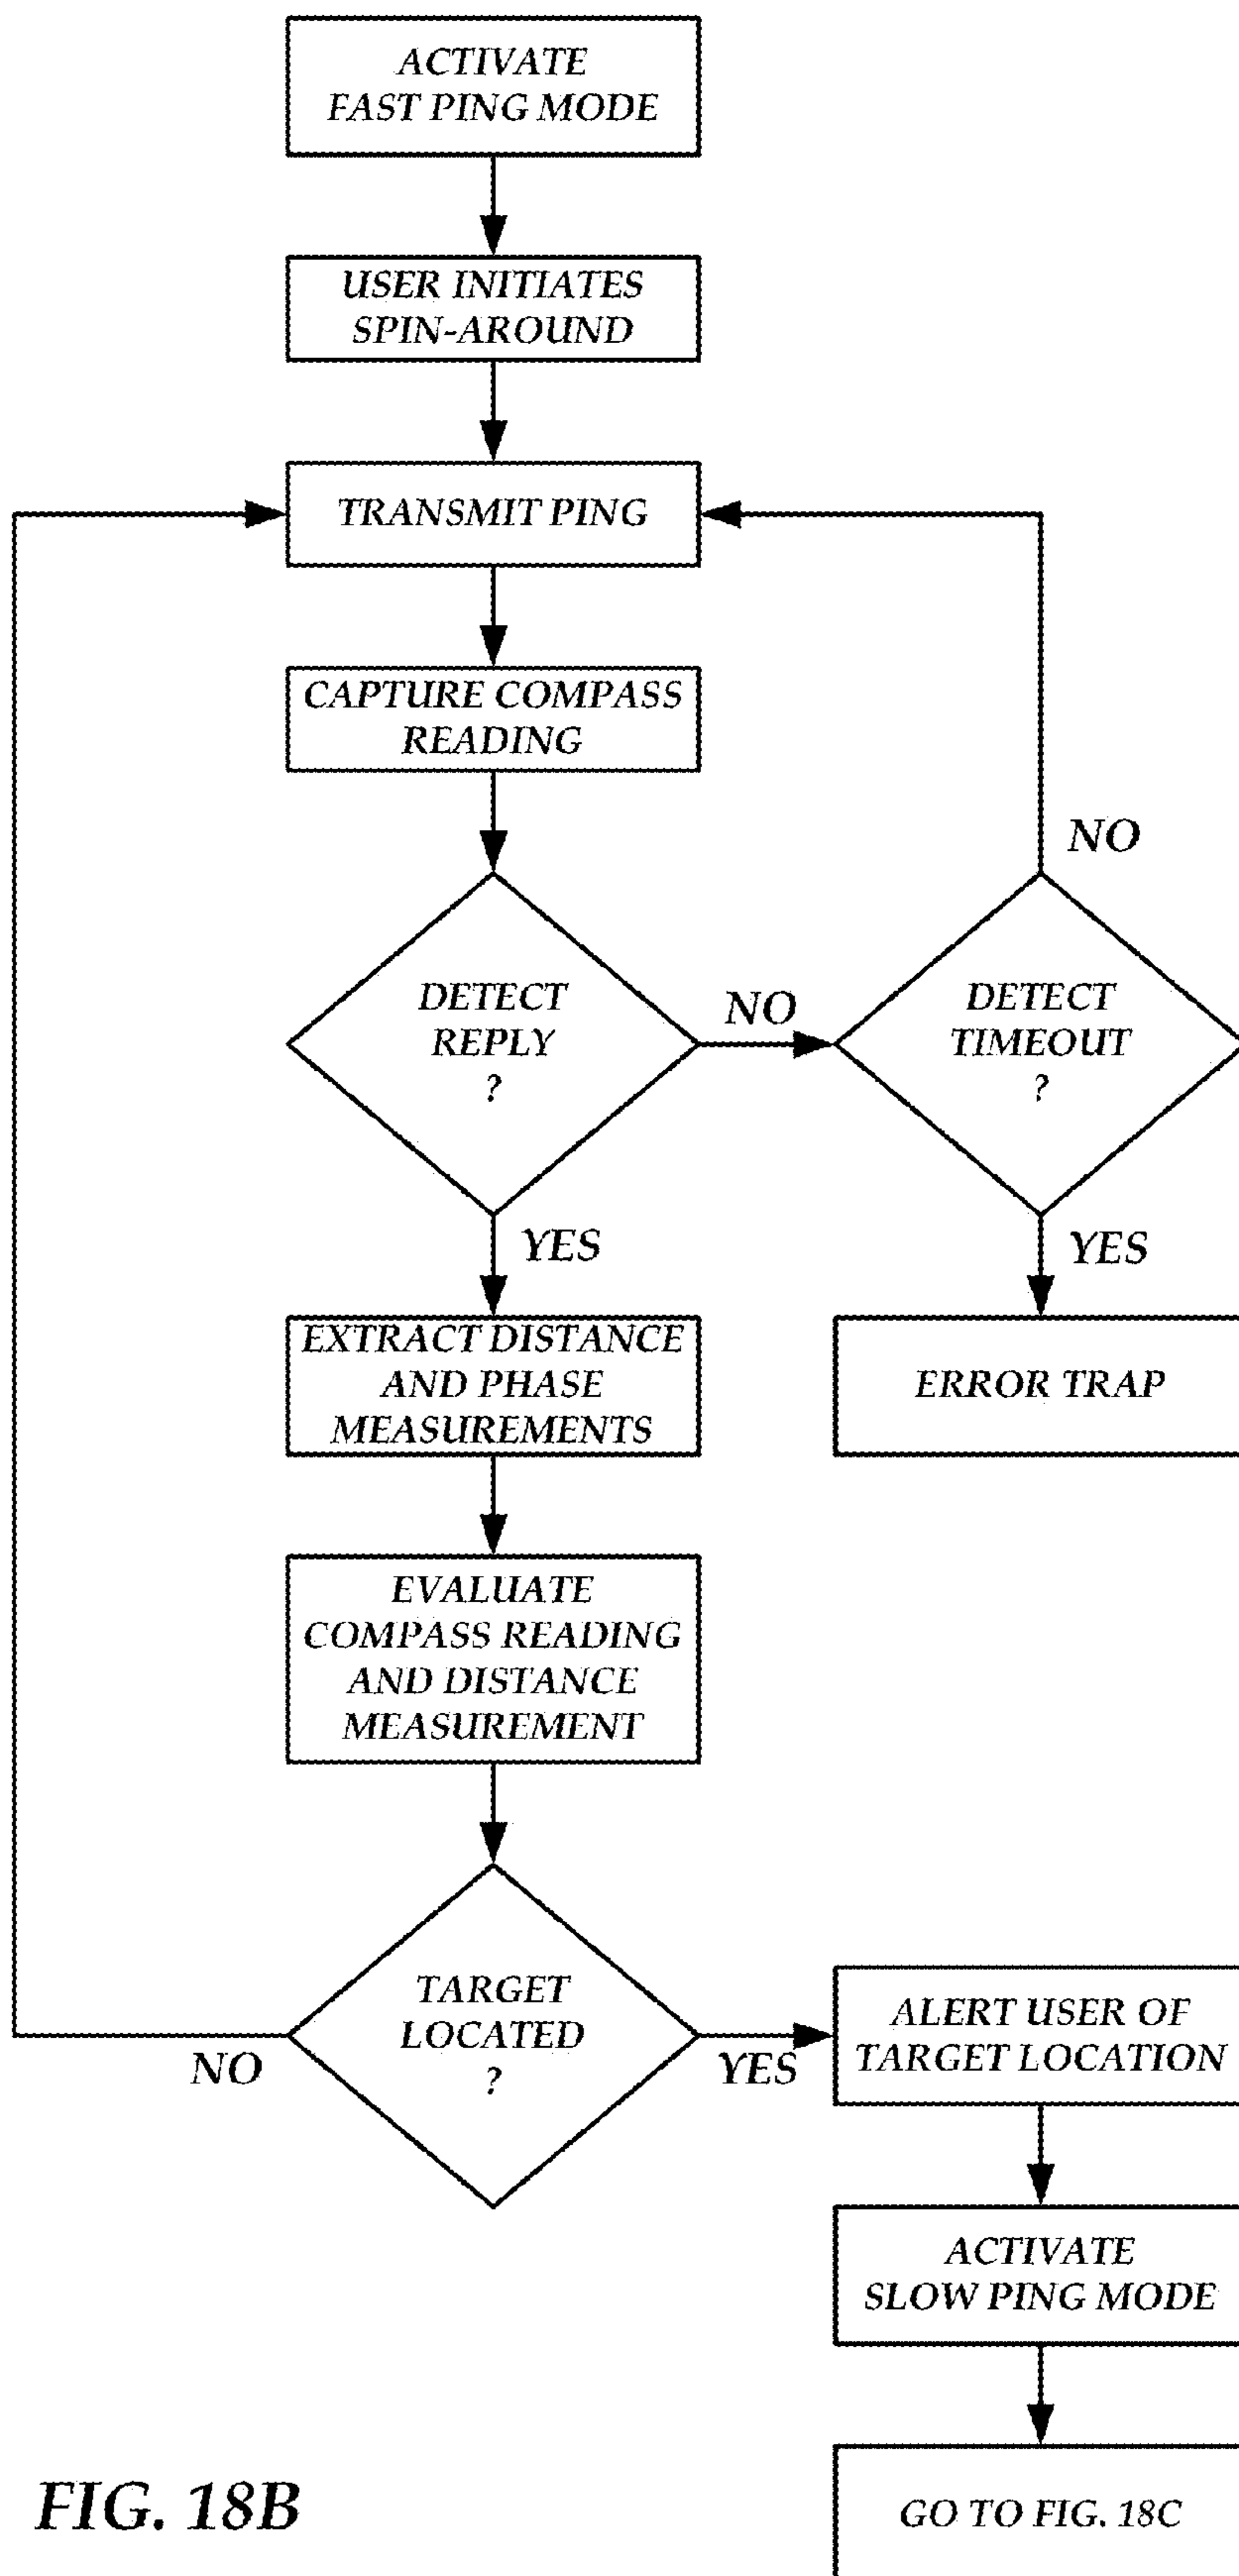 ACTIVATE
FAST PING MODE
USER INITIATES
SPIN-AROUND
TRANSMIT PING
CAPTURE COMPASS
READING
NO
DETECT
REPLY
?
NO
DETECT
TIMEOUT
?
YES
YES
EXTRACT DISTANCE
AND PHASE
MEASUREMENTS
ERROR TRAP
EVALUATE
COMPASS READING
AND DISTANCE
MEASUREMENT
TARGET
LOCATED
?
NO
YES
ALERT USER OF
TARGET LOCATION
ACTIVATE
SLOW PING MODE
GO TO FIG. 18C
FIG. 18B